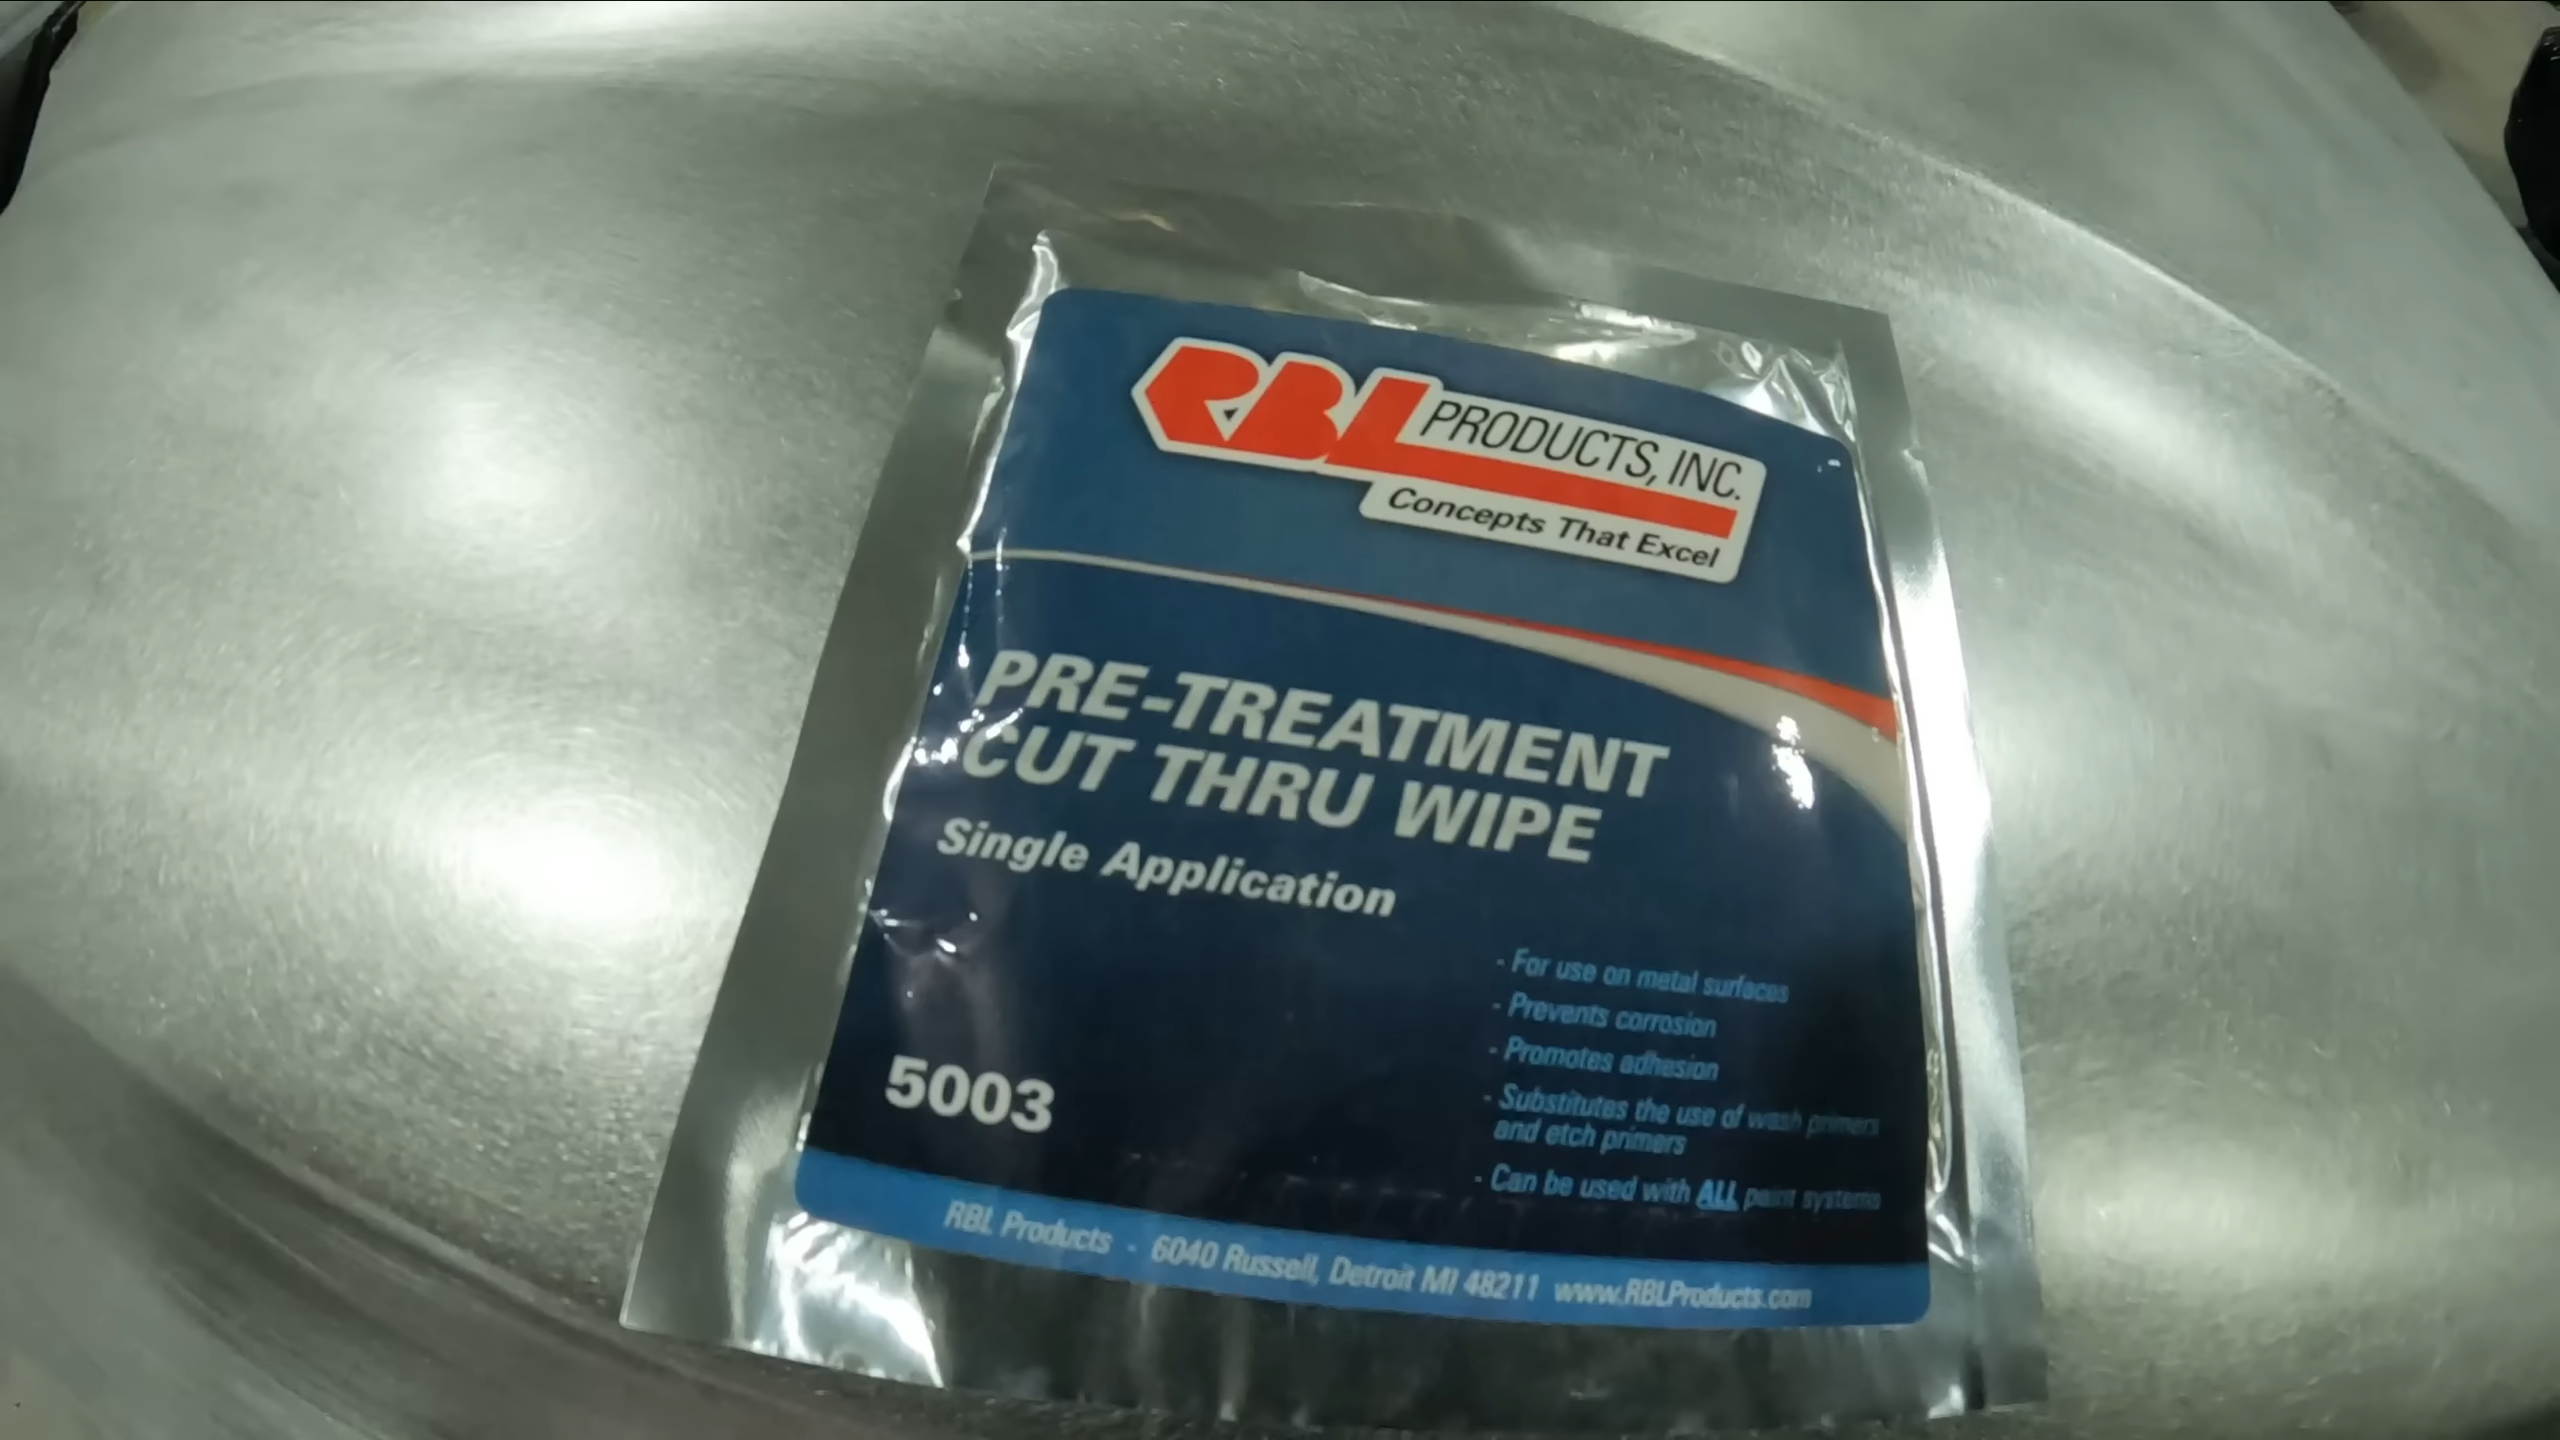 RBL PRODUCTS, INC.
Concepts That Excel
PRE-TREATMENT
CUT THRU WIPE
Single Application
- For use on metal surfaces
- Prevents corrosion
- Promotes adhesion
- Substitutes the use of wash primers
and etch primers
- Can be used with ALL paint systems
5003
RBL Products - 6040 Russell, Detroit MI 48211 www.RBLProducts.com